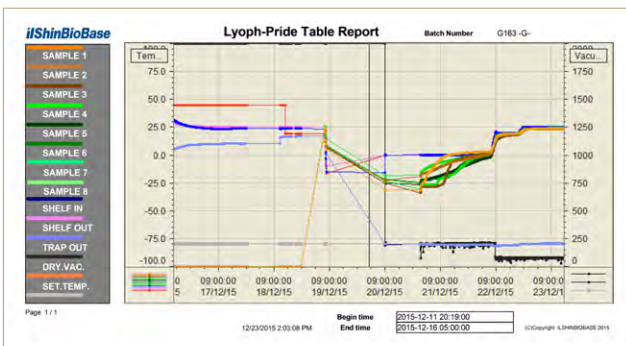 ilShinBioBase
Lyoph-Pride Table Report
Batch Number G163 -G-
SAMPLE 1
SAMPLE 2
SAMPLE 3
SAMPLE 4
SAMPLE 5
SAMPLE 6
SAMPLE 7
SAMPLE 8
SHELF IN
SHELF OUT
TRAP OUT
DRY.VAC.
SET.TEMP.
100.0
Tem...
75.0
50.0
25.0
0.0
-25.0
-50.0
-75.0
-100.0
2000
Vacu...
1750
1500
1250
1000
750
500
250
0
0 09:00:00 09:00:00 09:00:00 09:00:00 09:00:00 09:00:00 09:00:0
5 17/12/15 18/12/15 19/12/15 20/12/15 21/12/15 22/12/15 23/12/1
Page 1 / 1
12/23/2015 2:03:08 PM
Begin time 2015-12-11 20:19:00
End time 2015-12-16 05:00:00
(C)Copyright ILSHINBIOBASE 2015